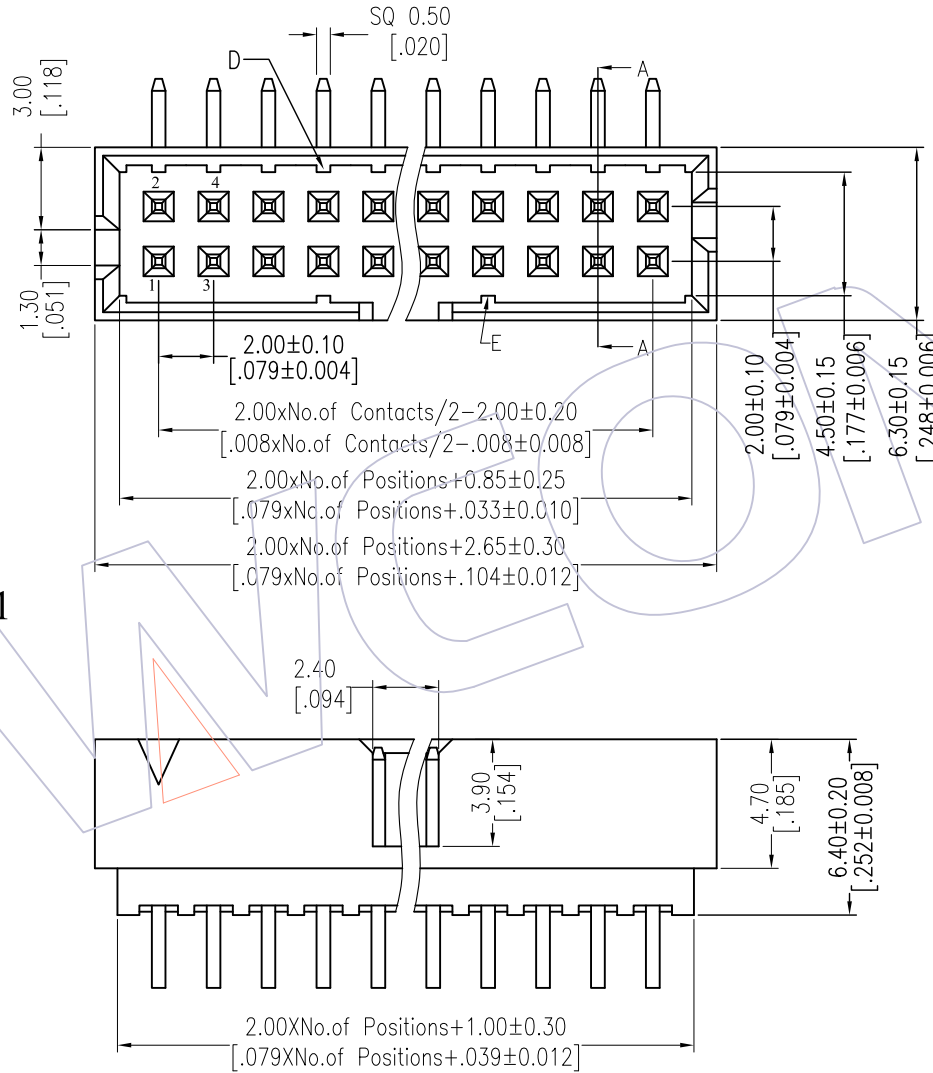 SQ 0.50
[.020]
D
A
3.00
[.118]
2
4
1
3
1.30
[.051]
E
A
2.00±0.10
[.079±0.004]
2.00±0.10
[.079±0.004]
4.50±0.15
[.177±0.006]
6.30±0.15
[.248±0.006]
2.00xNo.of Contacts/2-2.00±0.20
[.008xNo.of Contacts/2-.008±0.008]
2.00xNo.of Positions+0.85±0.25
[.079xNo.of Positions+.033±0.010]
2.00xNo.of Positions+2.65±0.30
[.079xNo.of Positions+.104±0.012]
1
WCON
2.40
[.094]
3.90
[.154]
4.70
[.185]
6.40±0.20
[.252±0.008]
2.00XNo.of Positions+1.00±0.30
[.079XNo.of Positions+.039±0.012]